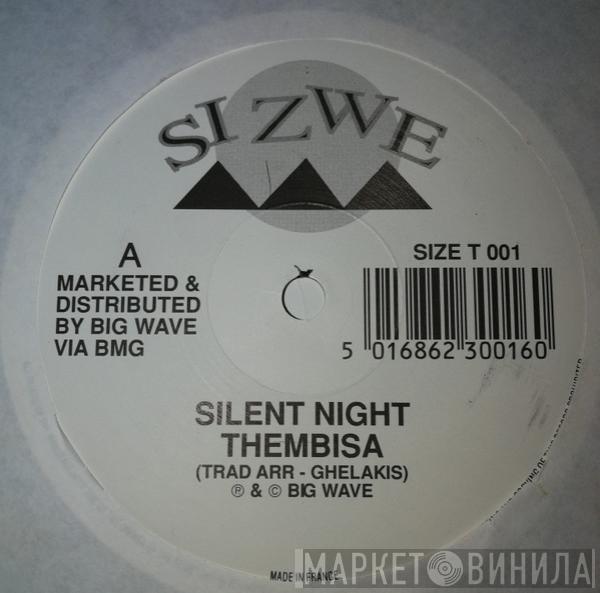 SIZWE
A
MARKETED &
DISTRIBUTED
BY BIG WAVE
VIA BMG
SIZE T 001
5 016862 300160
SILENT NIGHT
THEMBISA
(TRAD ARR - GHELAKIS)
℗ & © BIG WAVE
MADE IN FRANCE
МАРКЕТ ВИНИЛА